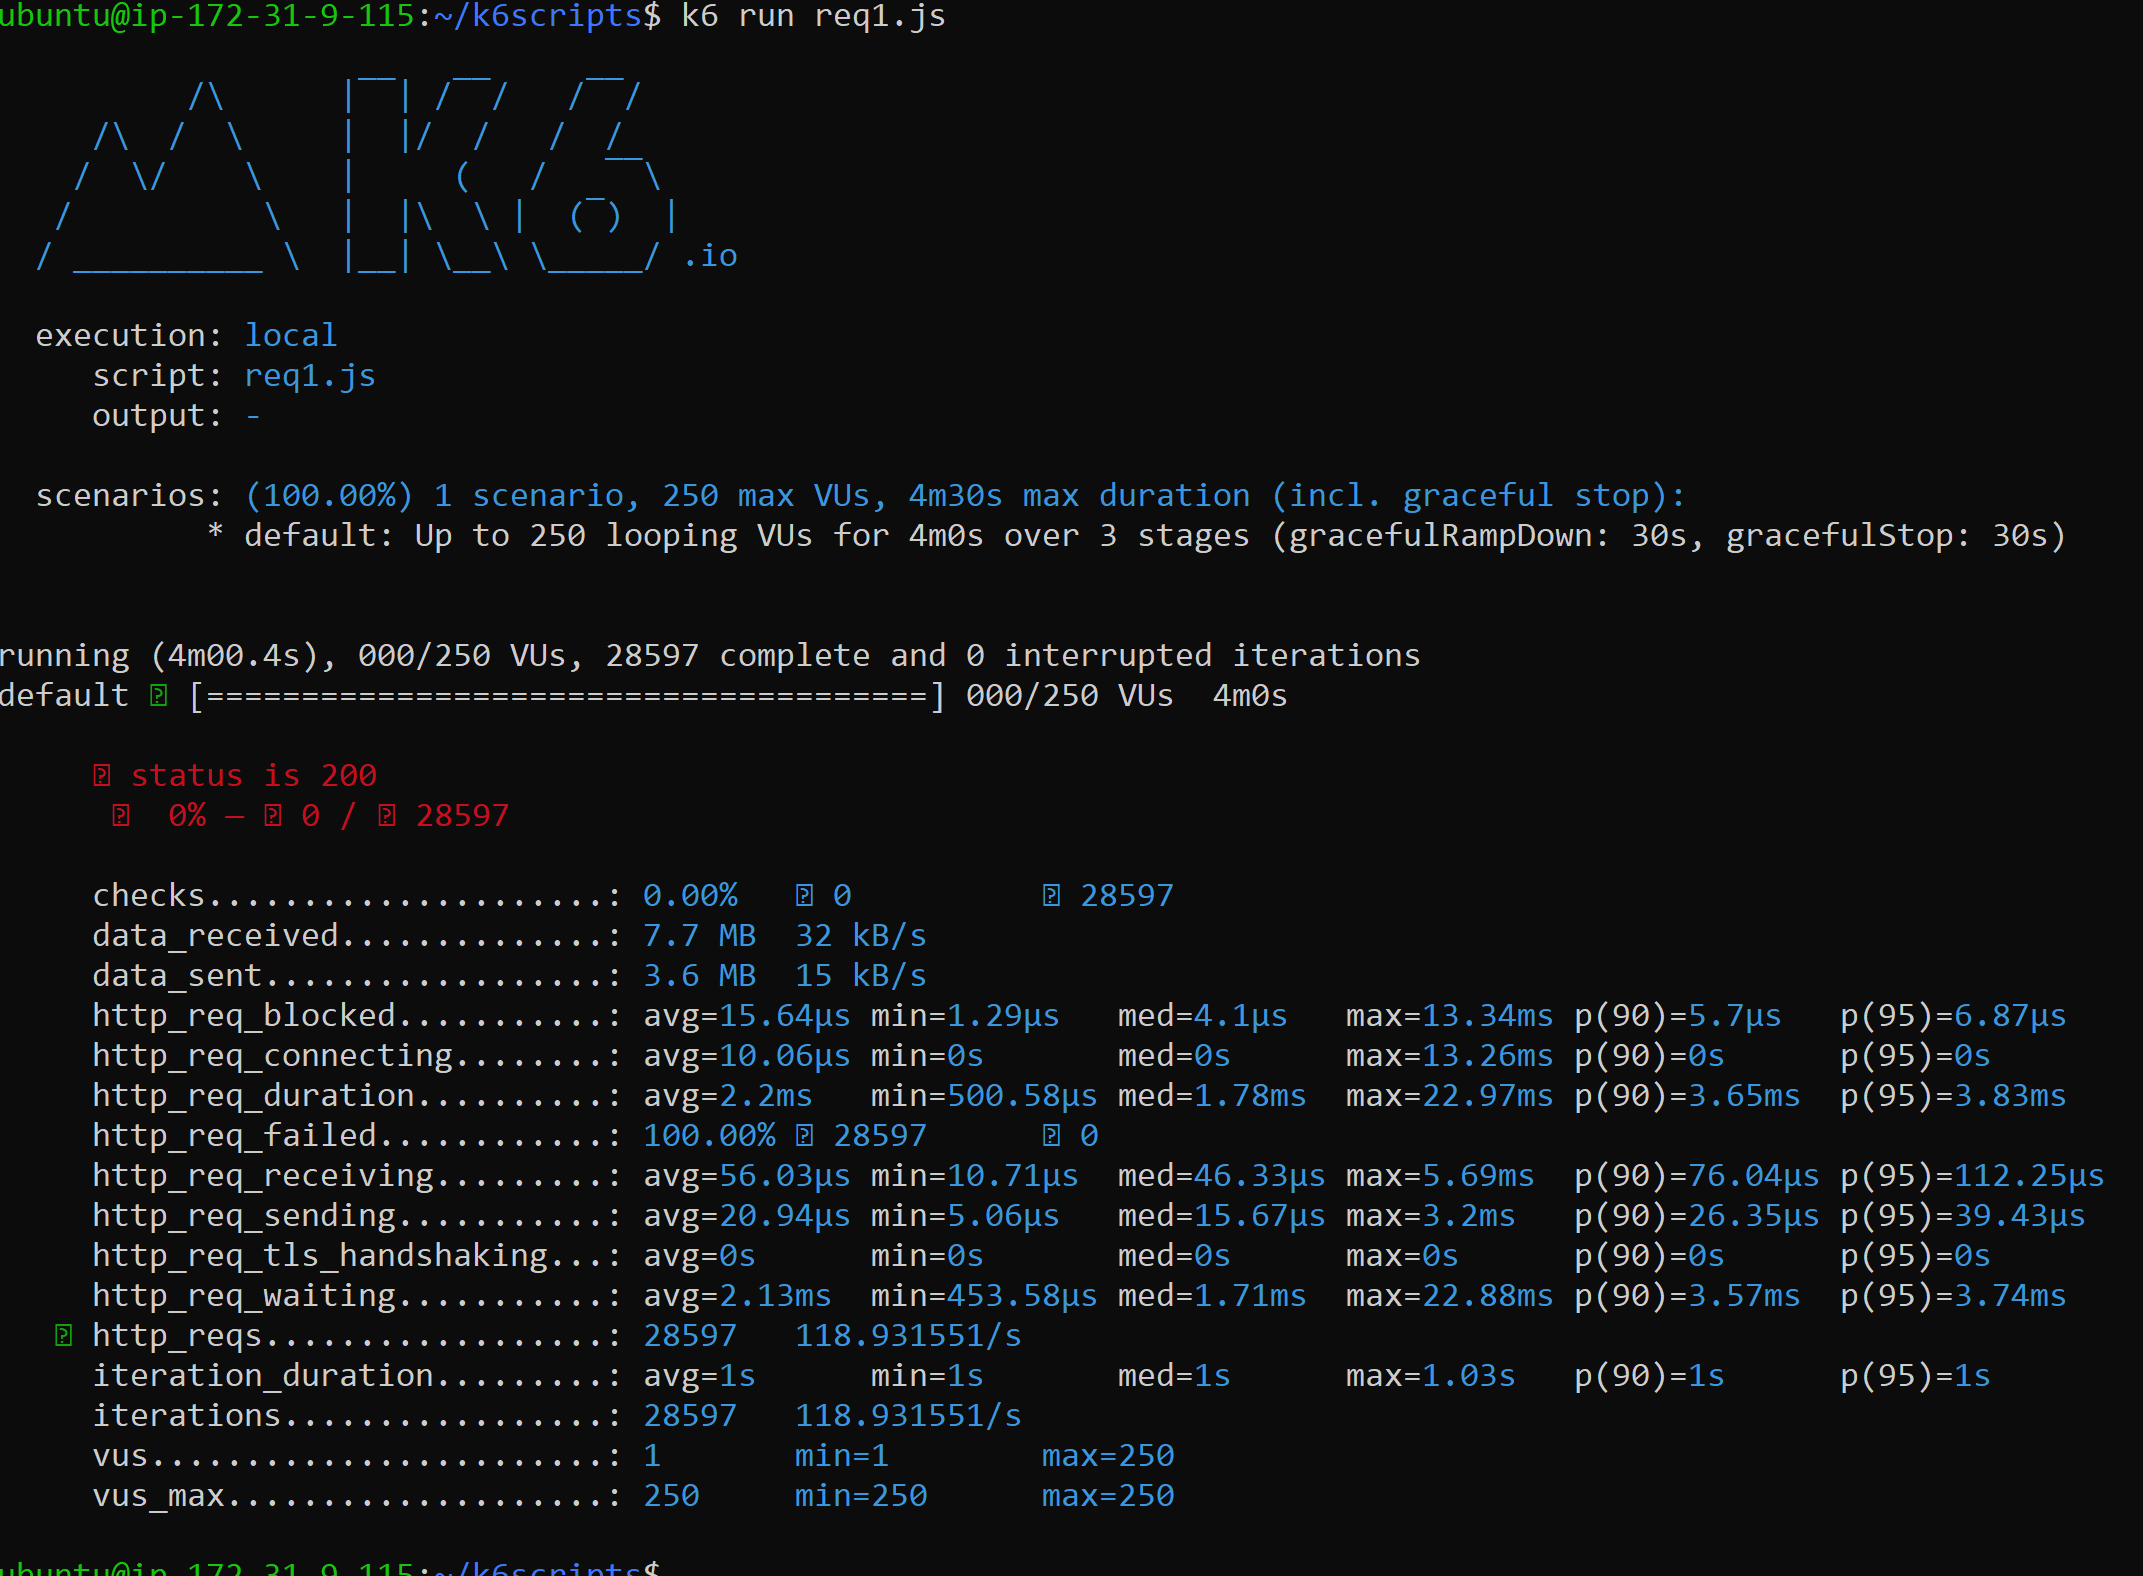 ubuntu@ip-172-31-9-115:~/k6scripts$ k6 run req1.js
          /\      |‾‾| /‾‾/   /‾‾/
     /\  /  \     |  |/  /   /  /
    /  \/    \    |     (   /   ‾‾\
   /          \   |  |\  \ |  (‾)  |
  / __________ \  |__| \__\ \_____/ .io
execution: local
script: req1.js
output: -
scenarios: (100.00%) 1 scenario, 250 max VUs, 4m30s max duration (incl. graceful stop):
* default: Up to 250 looping VUs for 4m0s over 3 stages (gracefulRampDown: 30s, gracefulStop: 30s)
running (4m00.4s), 000/250 VUs, 28597 complete and 0 interrupted iterations
default ⍰ [======================================] 000/250 VUs  4m0s
⍰ status is 200
⍰  0% — ⍰ 0 / ⍰ 28597
checks.....................: 0.00%   ⍰ 0          ⍰ 28597
data_received..............: 7.7 MB  32 kB/s
data_sent..................: 3.6 MB  15 kB/s
http_req_blocked...........: avg=15.64µs min=1.29µs   med=4.1µs   max=13.34ms p(90)=5.7µs   p(95)=6.87µs
http_req_connecting........: avg=10.06µs min=0s       med=0s      max=13.26ms p(90)=0s      p(95)=0s
http_req_duration..........: avg=2.2ms   min=500.58µs med=1.78ms  max=22.97ms p(90)=3.65ms  p(95)=3.83ms
http_req_failed............: 100.00% ⍰ 28597      ⍰ 0
http_req_receiving.........: avg=56.03µs min=10.71µs  med=46.33µs max=5.69ms  p(90)=76.04µs p(95)=112.25µs
http_req_sending...........: avg=20.94µs min=5.06µs   med=15.67µs max=3.2ms   p(90)=26.35µs p(95)=39.43µs
http_req_tls_handshaking...: avg=0s      min=0s       med=0s      max=0s      p(90)=0s      p(95)=0s
http_req_waiting...........: avg=2.13ms  min=453.58µs med=1.71ms  max=22.88ms p(90)=3.57ms  p(95)=3.74ms
⍰ http_reqs..................: 28597   118.931551/s
iteration_duration.........: avg=1s      min=1s       med=1s      max=1.03s   p(90)=1s      p(95)=1s
iterations.................: 28597   118.931551/s
vus........................: 1       min=1        max=250
vus_max....................: 250     min=250      max=250
ubuntu@ip-172-31-9-115:~/k6scripts$